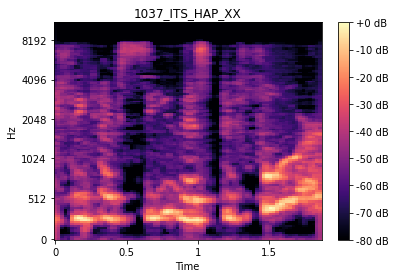 1037_ITS_HAP_XX
8192
4096
2048
1024
512
0
Hz
0
0.5
1
1.5
Time
+0 dB
-10 dB
-20 dB
-30 dB
-40 dB
-50 dB
-60 dB
-70 dB
-80 dB